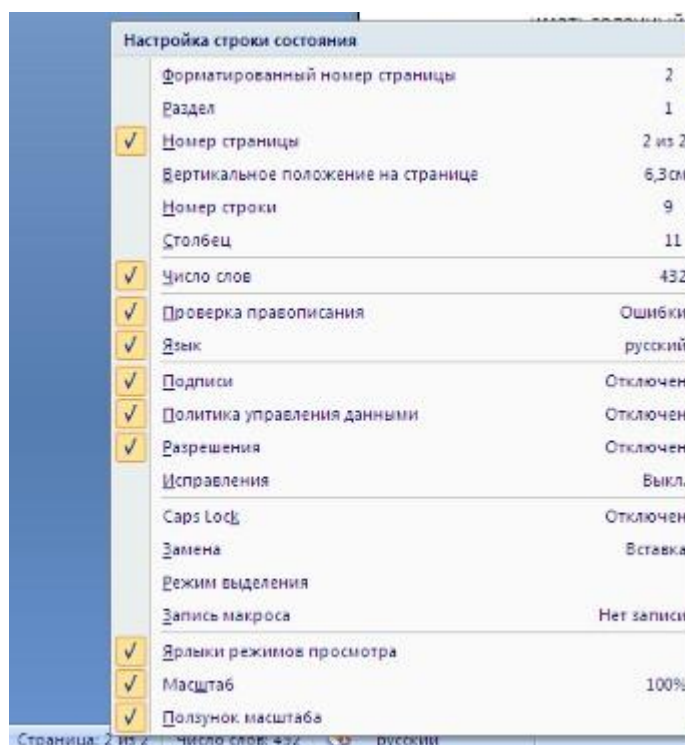 Настройка строки состояния
Форматированный номер страницы 2
Раздел 1
Номер страницы 2 из 2
Вертикальное положение на странице 6,3см
Номер строки 9
Столбец 11
Число слов 432
Проверка правописания Ошибки
Язык русский
Подписи Отключен
Политика управления данными Отключен
Разрешения Отключен
Исправления Выкл.
Caps Lock Отключен
Замена Вставка
Режим выделения
Запись макроса Нет записи
Ярлыки режимов просмотра
Масштаб 100%
Ползунок масштаба
Страница: 2 из 2 Число слов: 432 русский